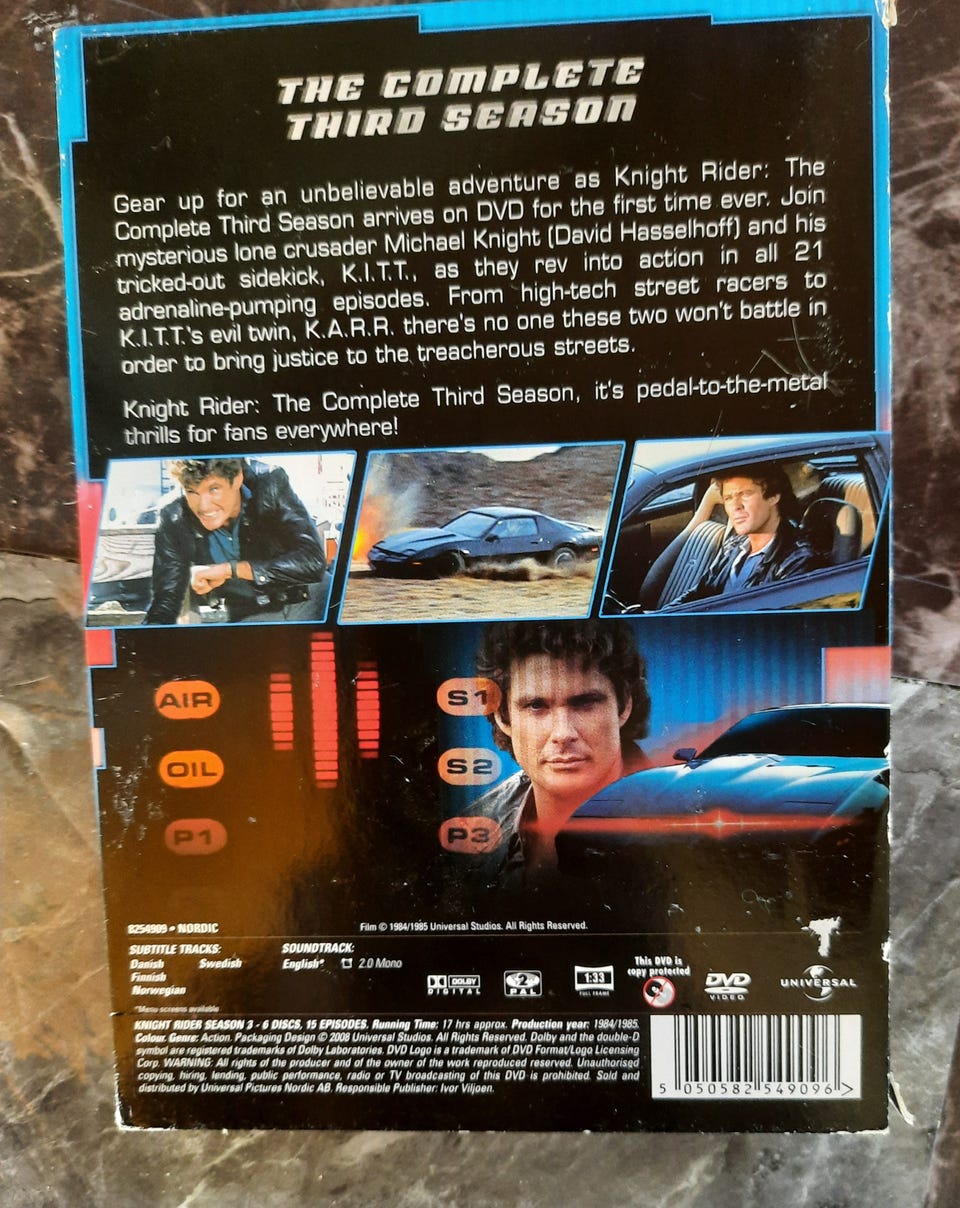 THE COMPLETE
THIRD SEASON
Gear up for an unbelievable adventure as Knight Rider: The
Complete Third Season arrives on DVD for the first time ever. Join
mysterious lone crusader Michael Knight (David Hasselhoff) and his
tricked-out sidekick, K.I.T.T., as they rev into action in all 21
adrenaline-pumping episodes. From high-tech street racers to
K.I.T.T.'s evil twin, K.A.R.R. there's no one these two won't battle in
order to bring justice to the treacherous streets.
Knight Rider: The Complete Third Season, it's pedal-to-the-metal
thrills for fans everywhere!
AIR
OIL
P1
S1
S2
P3
8254909 • NORDIC
Film © 1984/1985 Universal Studios. All Rights Reserved.
SUBTITLE TRACKS:
Danish Swedish
Finnish
Norwegian
*Menu screens available
SOUNDTRACK:
English* 2.0 Mono
DOLBY
DIGITAL
2
PAL
1:33
FULL FRAME
This DVD is
copy protected
DVD
VIDEO
UNIVERSAL
KNIGHT RIDER SEASON 3 - 6 DISCS, 15 EPISODES. Running Time: 17 hrs approx. Production year: 1984/1985.
Colour. Genre: Action. Packaging Design © 2008 Universal Studios. All Rights Reserved. Dolby and the double-D
symbol are registered trademarks of Dolby Laboratories. DVD Logo is a trademark of DVD Format/Logo Licensing
Corp. WARNING: All rights of the producer and of the owner of the work reproduced reserved. Unauthorised
copying, hiring, lending, public performance, radio or TV broadcasting of this DVD is prohibited. Sold and
distributed by Universal Pictures Nordic AB. Responsible Publisher: Ivor Viljoen.
5 050582 549096 >